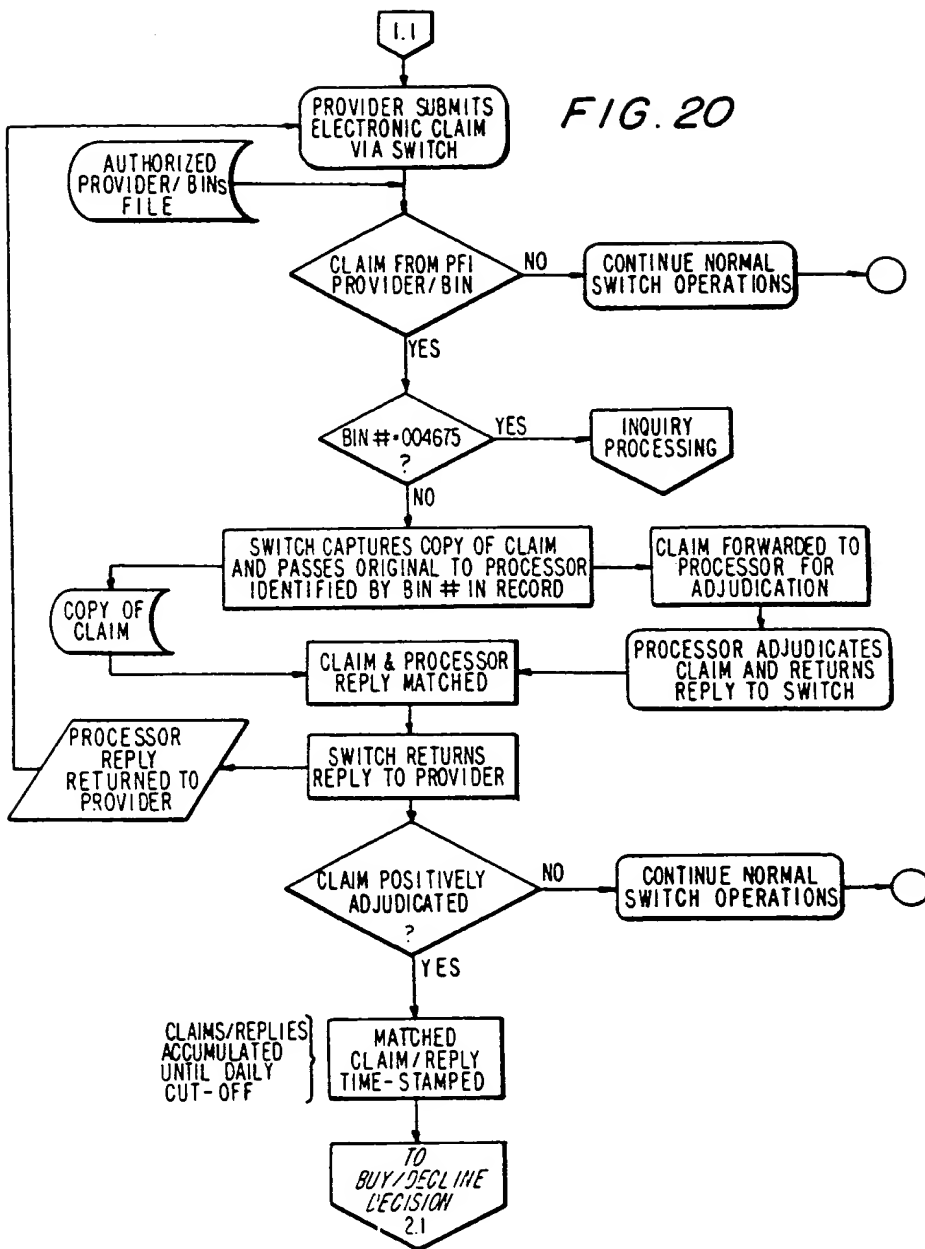 1.1
FIG. 20
PROVIDER SUBMITS
ELECTRONIC CLAIM
VIA SWITCH
AUTHORIZED
PROVIDER/BINs
FILE
CLAIM FROM PFI
PROVIDER/BIN
NO
CONTINUE NORMAL
SWITCH OPERATIONS
YES
BIN #=004675
?
YES
INQUIRY
PROCESSING
NO
SWITCH CAPTURES COPY OF CLAIM
AND PASSES ORIGINAL TO PROCESSOR
IDENTIFIED BY BIN # IN RECORD
CLAIM FORWARDED TO
PROCESSOR FOR
ADJUDICATION
COPY OF
CLAIM
CLAIM & PROCESSOR
REPLY MATCHED
PROCESSOR ADJUDICATES
CLAIM AND RETURNS
REPLY TO SWITCH
PROCESSOR
REPLY
RETURNED TO
PROVIDER
SWITCH RETURNS
REPLY TO PROVIDER
CLAIM POSITIVELY
ADJUDICATED
?
NO
CONTINUE NORMAL
SWITCH OPERATIONS
YES
CLAIMS/REPLIES
ACCUMULATED
UNTIL DAILY
CUT-OFF
MATCHED
CLAIM/REPLY
TIME-STAMPED
TO
BUY/DECLINE
DECISION
2.1